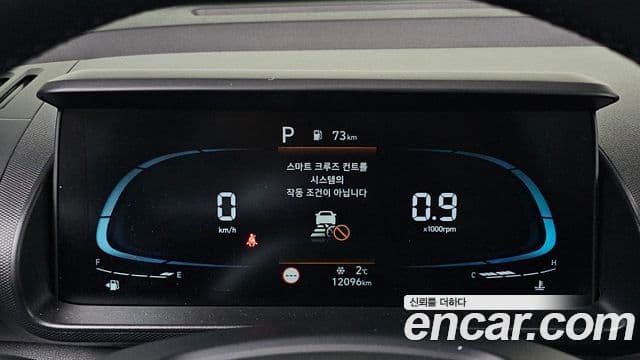 P 73km
스마트 크루즈 컨트롤
시스템의
작동 조건이 아닙니다
0
km/h
0.9
x1000rpm
F
E
C
H
2℃
12096km
신뢰를 더하다
encar.com